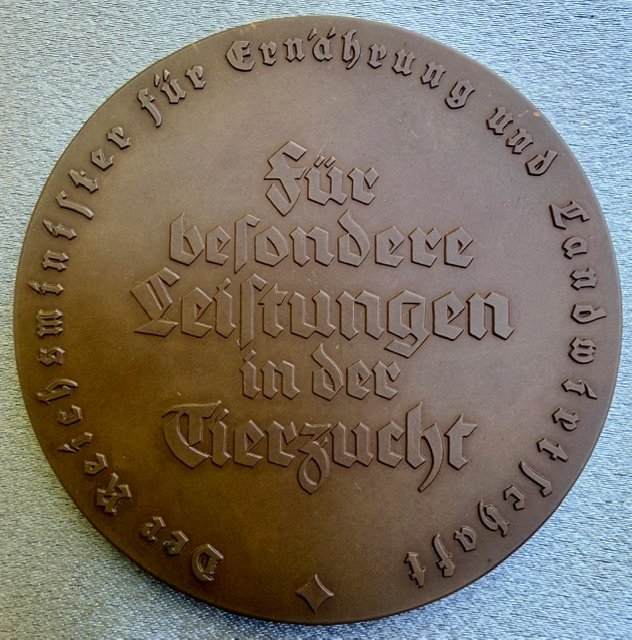 Der Reichsminister für Ernährung und Landwirtschaft
Für
beſondere
Leiſtungen
in der
Tierzucht